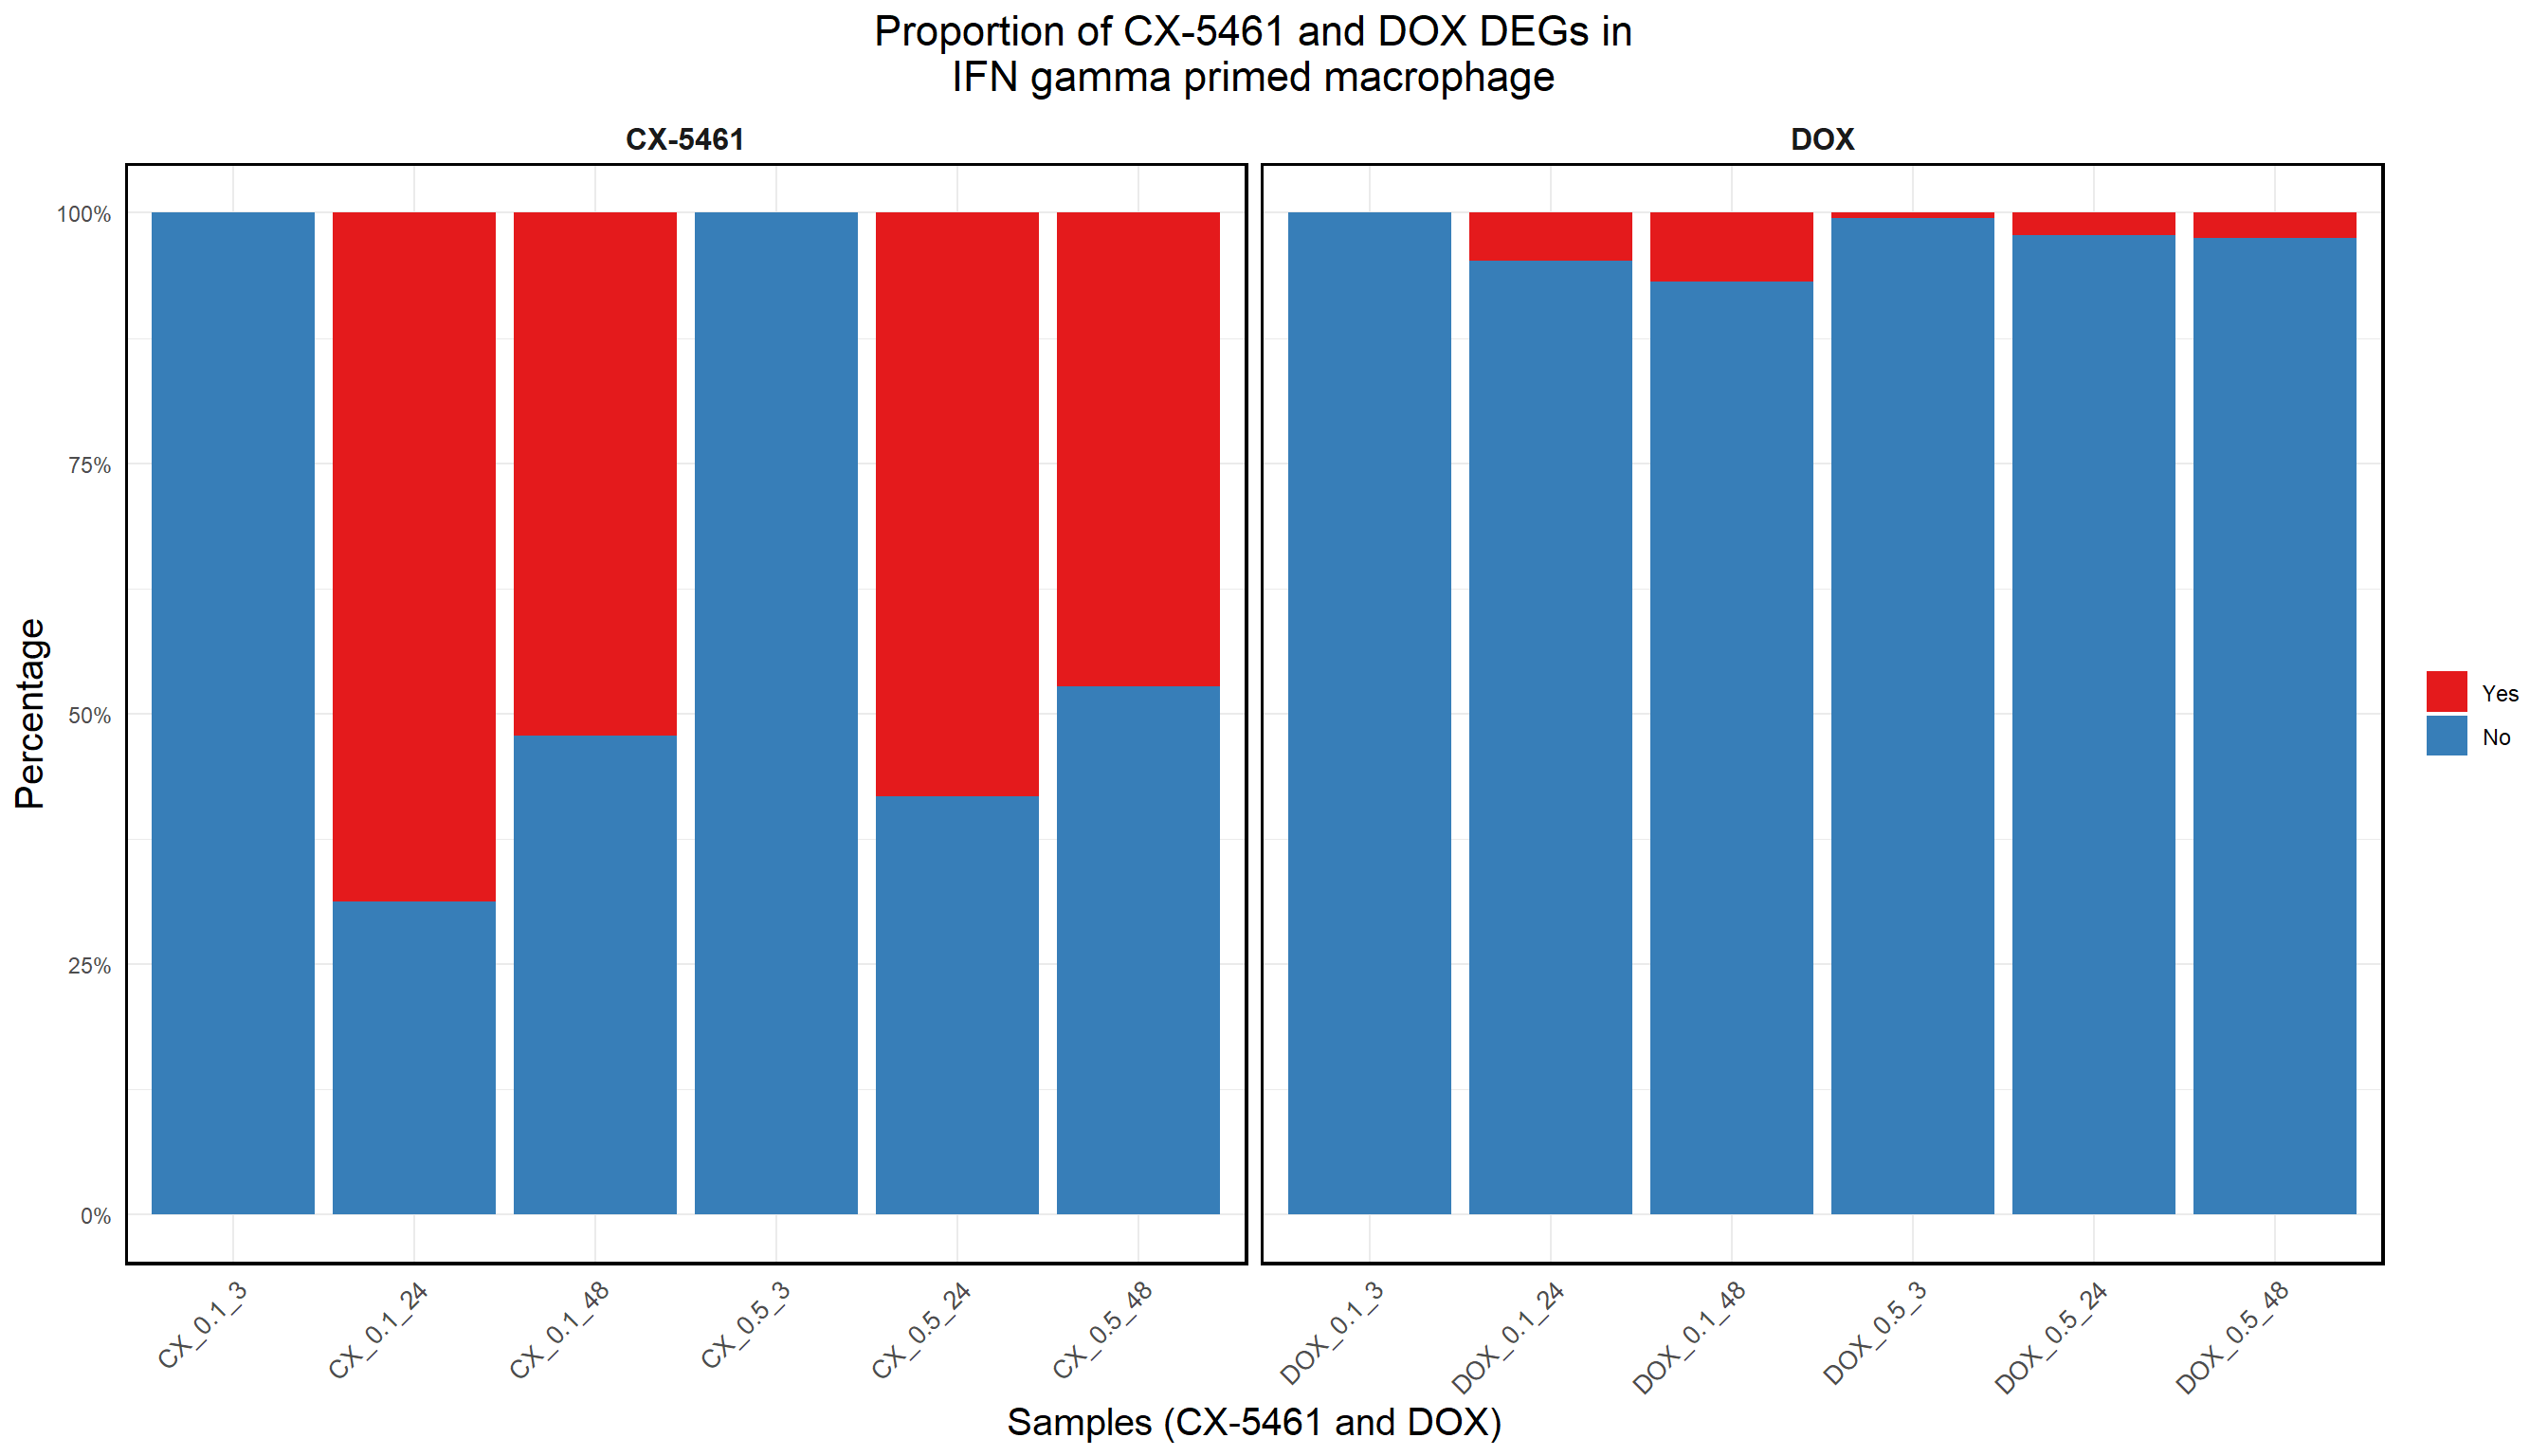 Proportion of CX-5461 and DOX DEGs in
IFN gamma primed macrophage
CX-5461
DOX
Percentage
100%
75%
50%
25%
0%
CX_0.1_3
CX_0.1_24
CX_0.1_48
CX_0.5_3
CX_0.5_24
CX_0.5_48
DOX_0.1_3
DOX_0.1_24
DOX_0.1_48
DOX_0.5_3
DOX_0.5_24
DOX_0.5_48
Samples (CX-5461 and DOX)
Yes
No